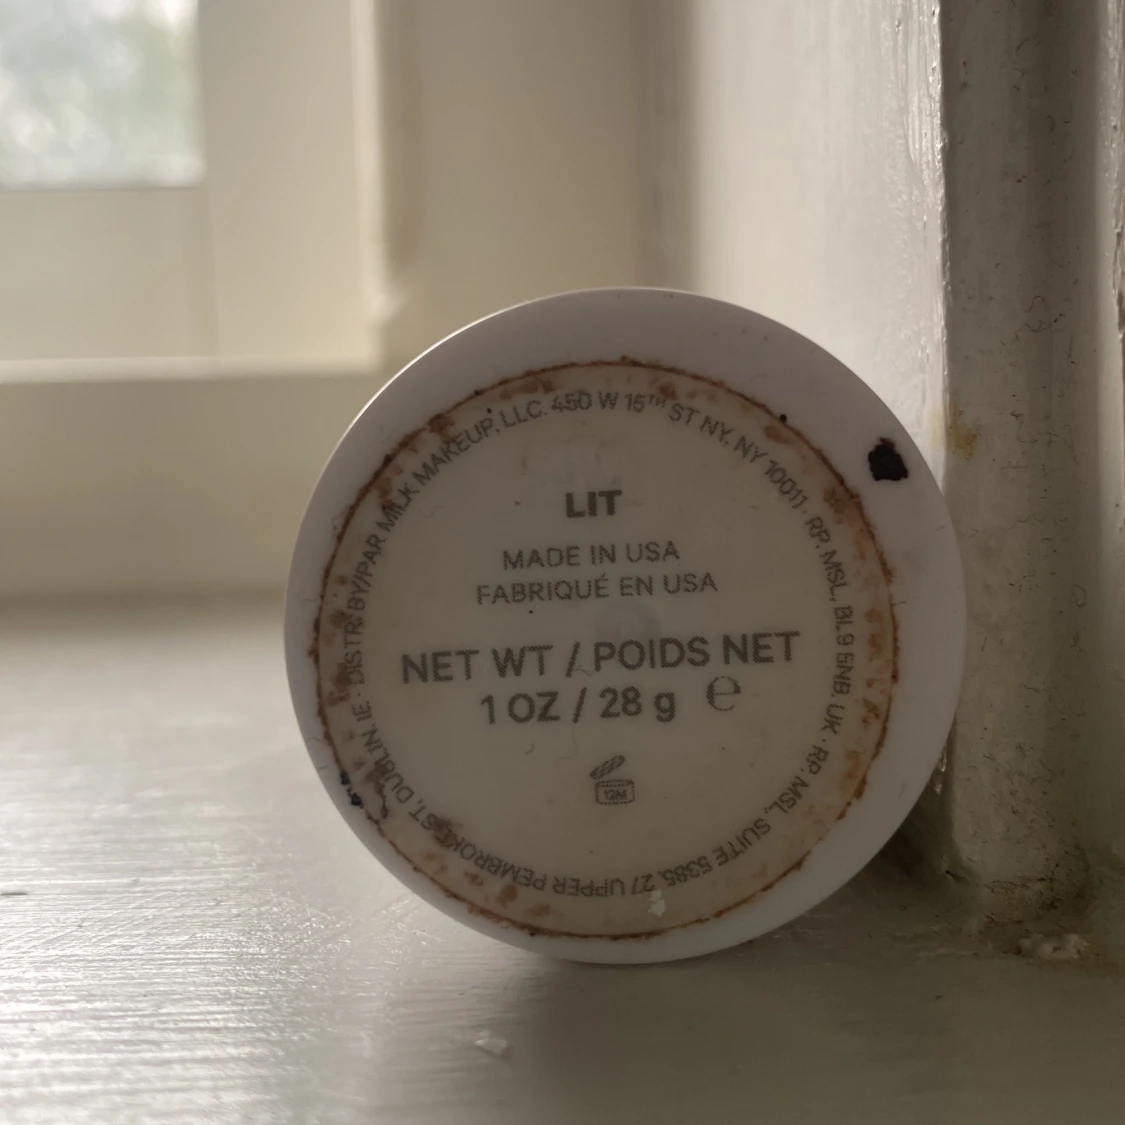 DISTR. BY/PAR MILK MAKEUP, LLC. 450 W 15TH ST NY, NY 10011 · RP. MSL, BL9 5NB. UK · RP. MSL, SUITE 5385, 27 UPPER PEMBROKE ST, DUBLIN. IE ·
LIT
MADE IN USA
FABRIQUÉ EN USA
NET WT / POIDS NET
1 OZ / 28 g ℮
12M